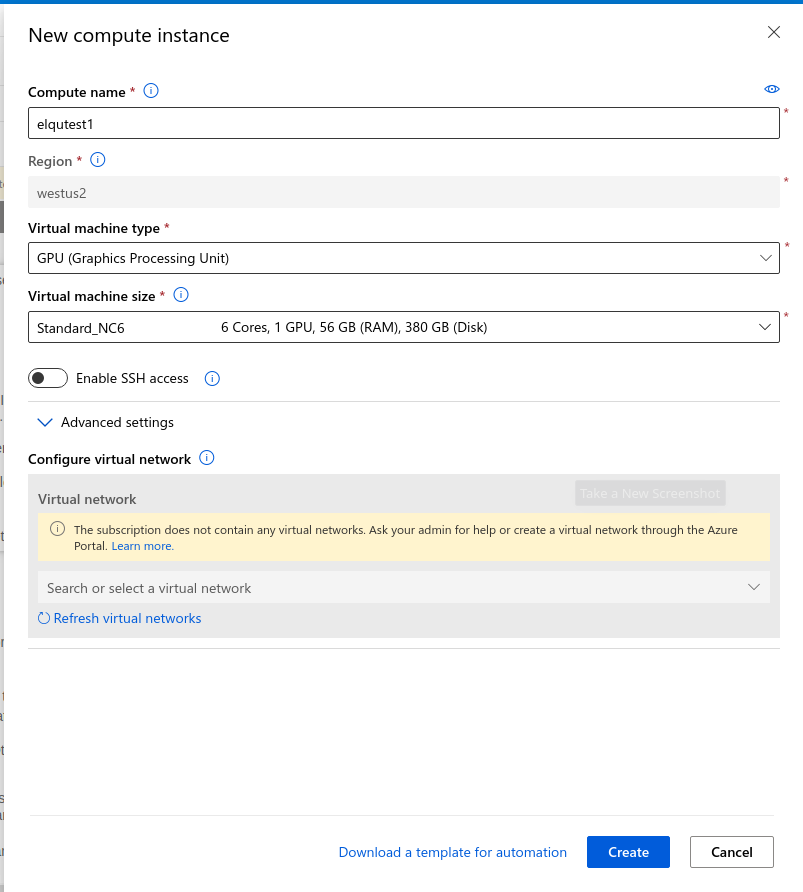 New compute instance
Compute name *
elqutest1
Region *
westus2
Virtual machine type *
GPU (Graphics Processing Unit)
Virtual machine size *
Standard_NC6 6 Cores, 1 GPU, 56 GB (RAM), 380 GB (Disk)
Enable SSH access
Advanced settings
Configure virtual network
Take a New Screenshot
Virtual network
The subscription does not contain any virtual networks. Ask your admin for help or create a virtual network through the Azure
Portal. Learn more.
Search or select a virtual network
Refresh virtual networks
Download a template for automation
Create
Cancel